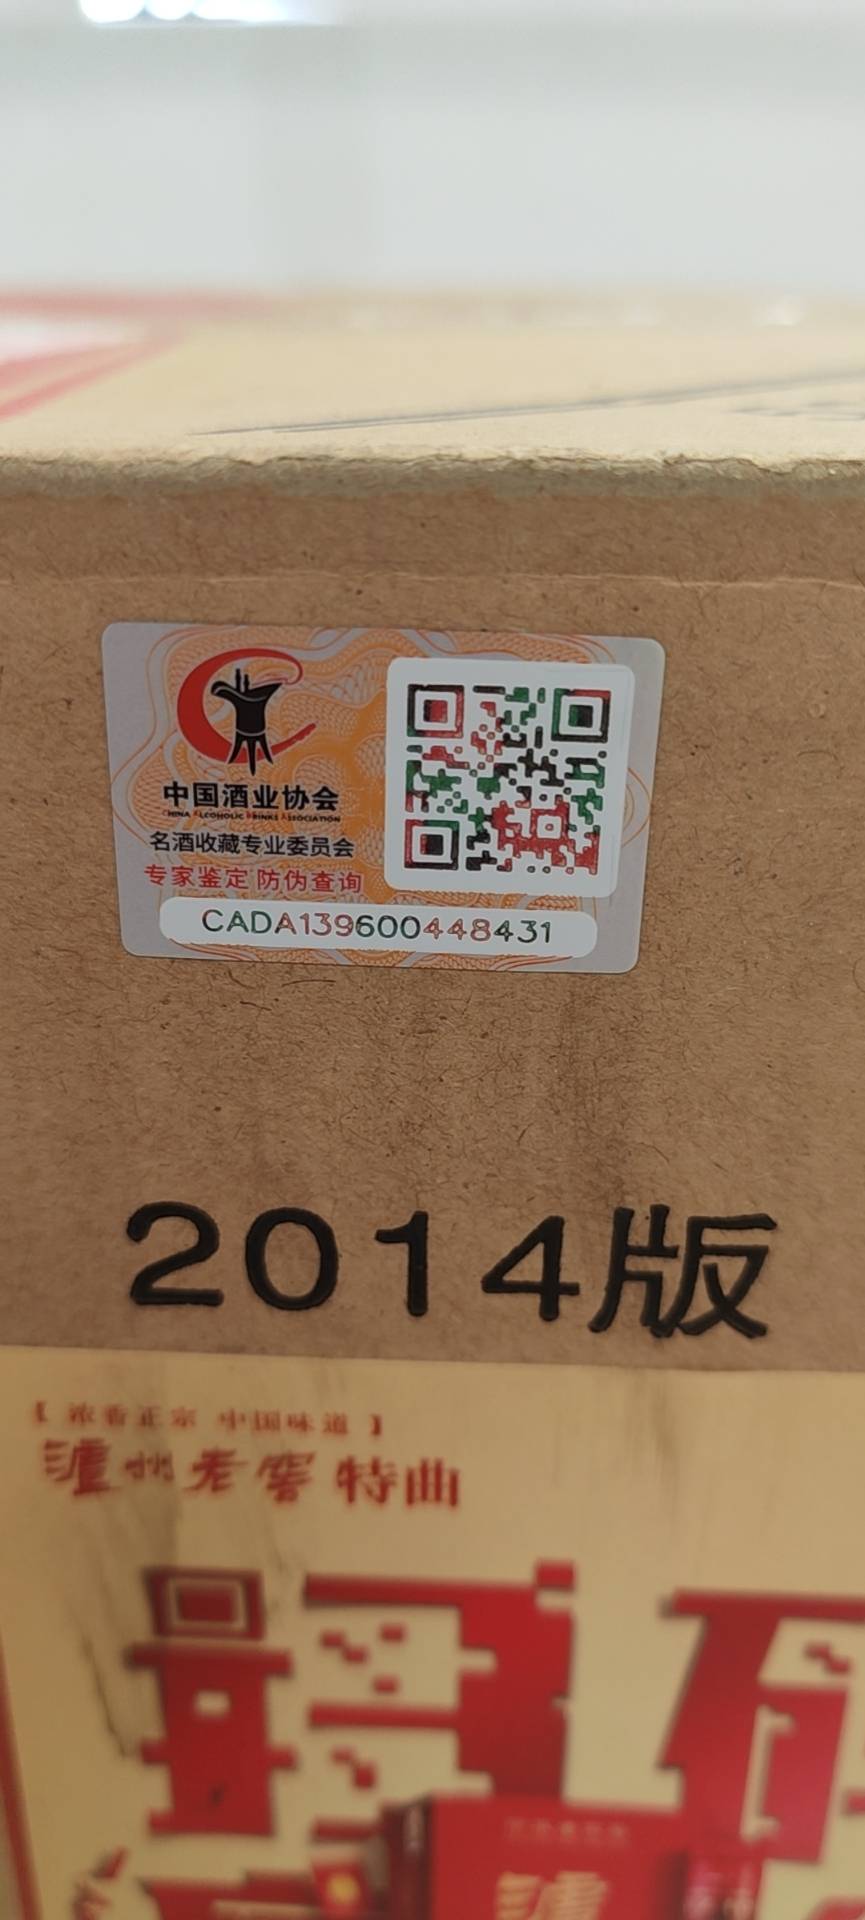 中国酒业协会
CHINA ALCOHOLIC DRINKS ASSOCIATION
名酒收藏专业委员会
专家鉴定 防伪查询
CADA139600448431
2014版
【 浓香正宗 中国味道 】
泸州老窖 特曲